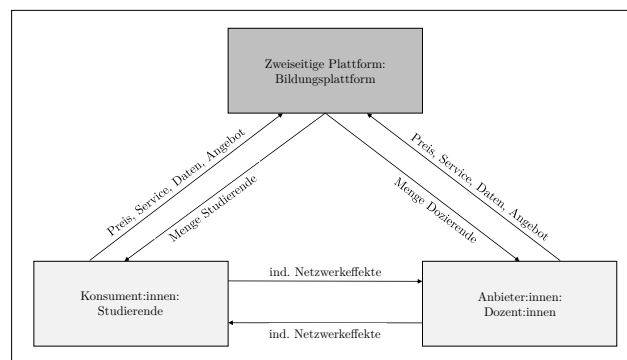 Zweiseitige Plattform:
Bildungsplattform
Preis, Service, Daten, Angebot
Menge Studierende
Menge Dozierende
Preis, Service, Daten, Angebot
Konsument:innen:
Studierende
ind. Netzwerkeffekte
ind. Netzwerkeffekte
Anbieter:innen:
Dozent:innen